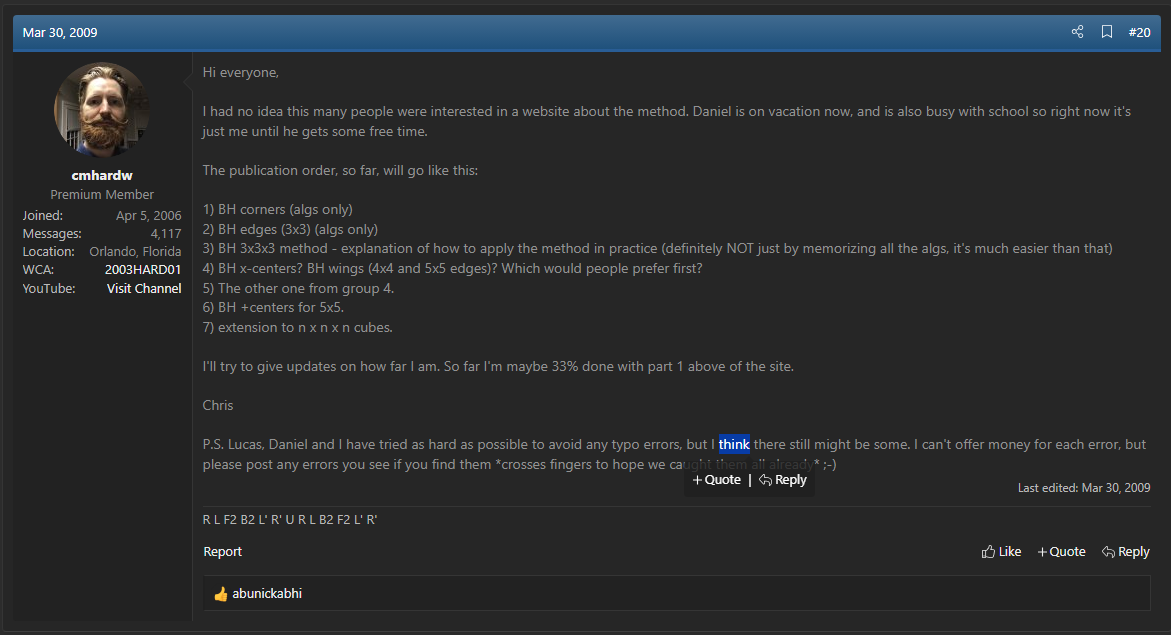 Mar 30, 2009
#20
cmhardw
Premium Member
Joined: Apr 5, 2006
Messages: 4,117
Location: Orlando, Florida
WCA: 2003HARD01
YouTube: Visit Channel
Hi everyone,
I had no idea this many people were interested in a website about the method. Daniel is on vacation now, and is also busy with school so right now it's
just me until he gets some free time.
The publication order, so far, will go like this:
1) BH corners (algs only)
2) BH edges (3x3) (algs only)
3) BH 3x3x3 method - explanation of how to apply the method in practice (definitely NOT just by memorizing all the algs, it's much easier than that)
4) BH x-centers? BH wings (4x4 and 5x5 edges)? Which would people prefer first?
5) The other one from group 4.
6) BH +centers for 5x5.
7) extension to n x n x n cubes.
I'll try to give updates on how far I am. So far I'm maybe 33% done with part 1 above of the site.
Chris
P.S. Lucas, Daniel and I have tried as hard as possible to avoid any typo errors, but I think there still might be some. I can't offer money for each error, but
please post any errors you see if you find them *crosses fingers to hope we caught them all already* ;-)
+ Quote | Reply
Last edited: Mar 30, 2009
R L F2 B2 L' R' U R L B2 F2 L' R'
Report
Like + Quote Reply
abunickabhi